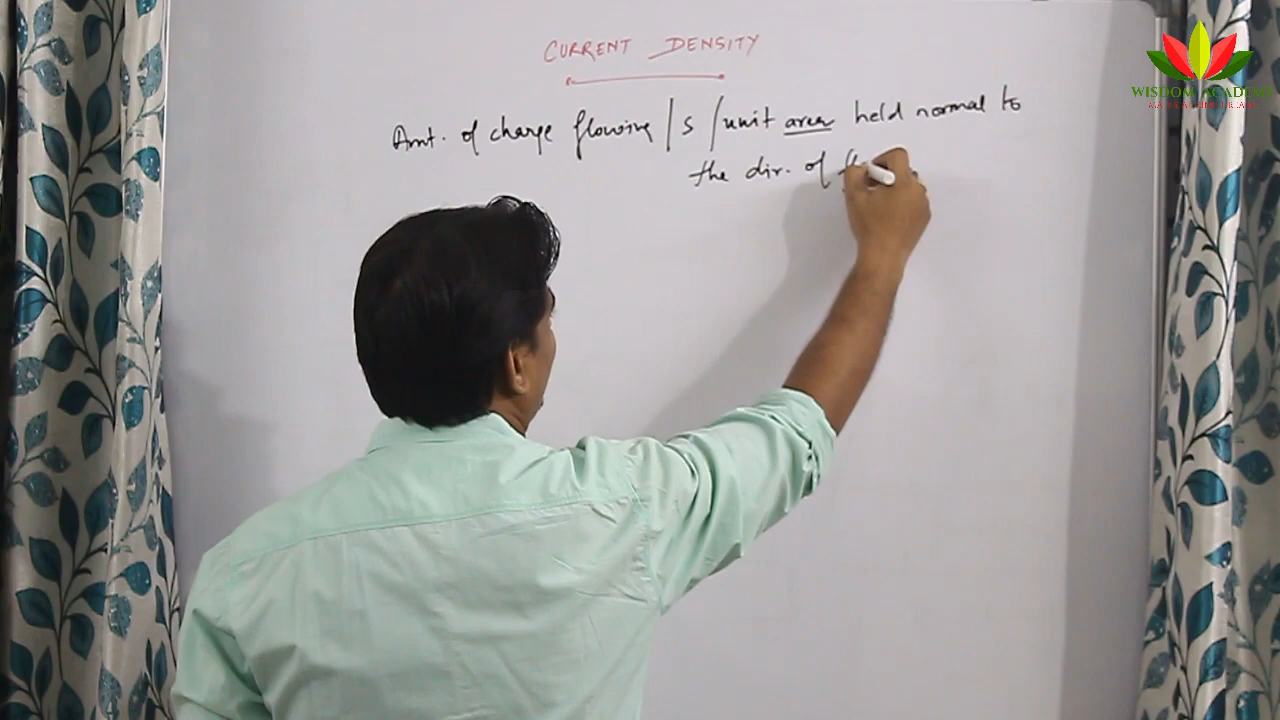 CURRENT DENSITY
Amt. of charge flowing / s / unit area held normal to
the dir. of
WISDOM ACADEMY